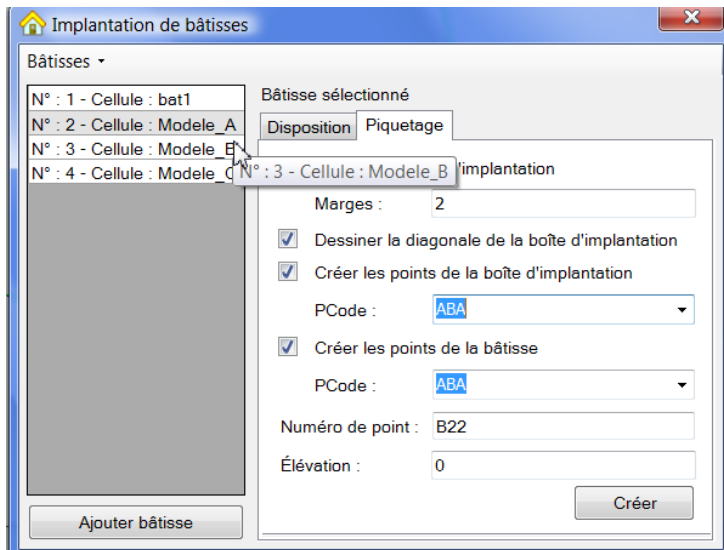 Implantation de bâtisses
Bâtisses
N° : 1 - Cellule : bat1
N° : 2 - Cellule : Modele_A
N° : 3 - Cellule : Modele_B
N° : 4 - Cellule : Modele_C
N° : 3 - Cellule : Modele_B
Ajouter bâtisse
Bâtisse sélectionné
Disposition Piquetage
'implantation
Marges : 2
Dessiner la diagonale de la boîte d'implantation
Créer les points de la boîte d'implantation
PCode : ABA
Créer les points de la bâtisse
PCode : ABA
Numéro de point : B22
Élévation : 0
Créer